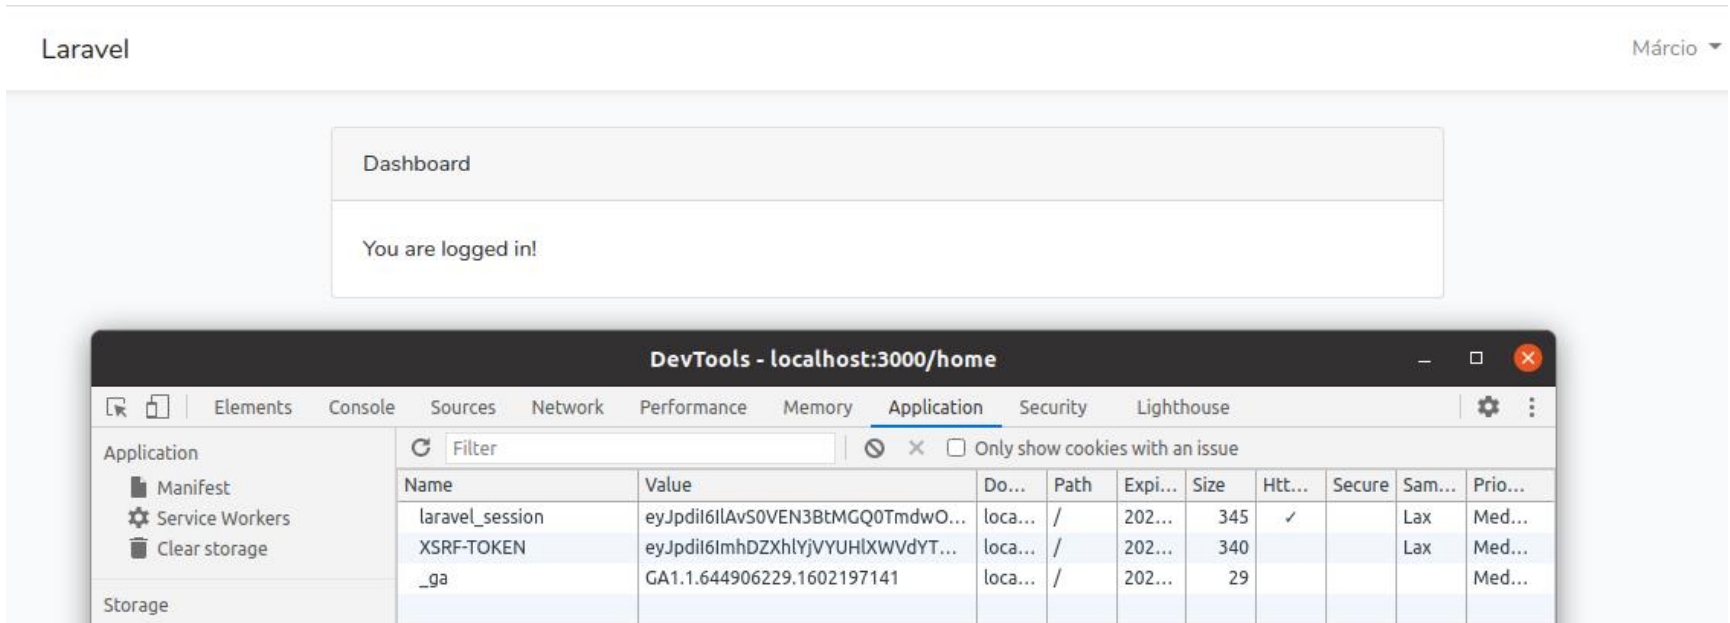 Laravel Márcio
Dashboard
You are logged in!
DevTools - localhost:3000/home
Elements Console Sources Network Performance Memory Application Security Lighthouse
Application Filter Only show cookies with an issue
Manifest
Service Workers
Clear storage
Storage
Name Value Do... Path Expi... Size Htt... Secure Sam... Prio...
laravel_session eyJpdiI6IlAvS0VEN3BtMGQ0TmdwO... loca... / 202... 345 ✓ Lax Med...
XSRF-TOKEN eyJpdiI6ImhDZXhlYjVYUHlXWVdYT... loca... / 202... 340 Lax Med...
_ga GA1.1.644906229.1602197141 loca... / 202... 29 Med...